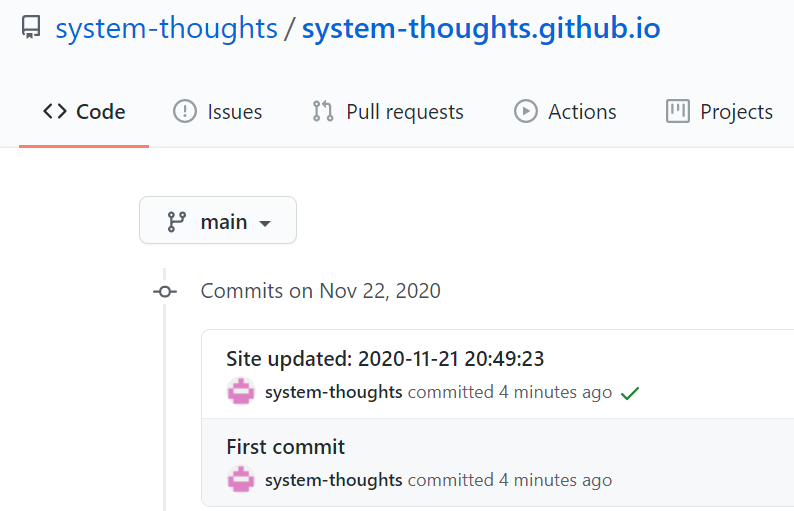 system-thoughts / system-thoughts.github.io
Code Issues Pull requests Actions Projects
main
Commits on Nov 22, 2020
Site updated: 2020-11-21 20:49:23
system-thoughts committed 4 minutes ago
First commit
system-thoughts committed 4 minutes ago